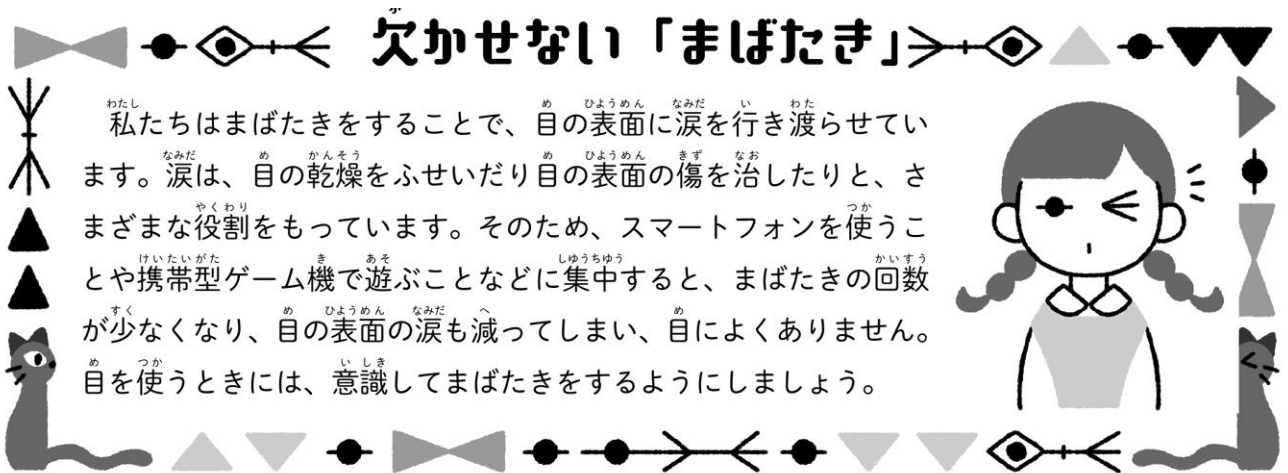 欠かせない「まばたき」
私たちはまばたきをすることで、目の表面に涙を行き渡らせてい
ます。涙は、目の乾燥をふせいだり目の表面の傷を治したりと、さ
まざまな役割をもっています。そのため、スマートフォンを使うこ
とや携帯型ゲーム機で遊ぶことなどに集中すると、まばたきの回数
が少なくなり、目の表面の涙も減ってしまい、目によくありません。
目を使うときには、意識してまばたきをするようにしましょう。